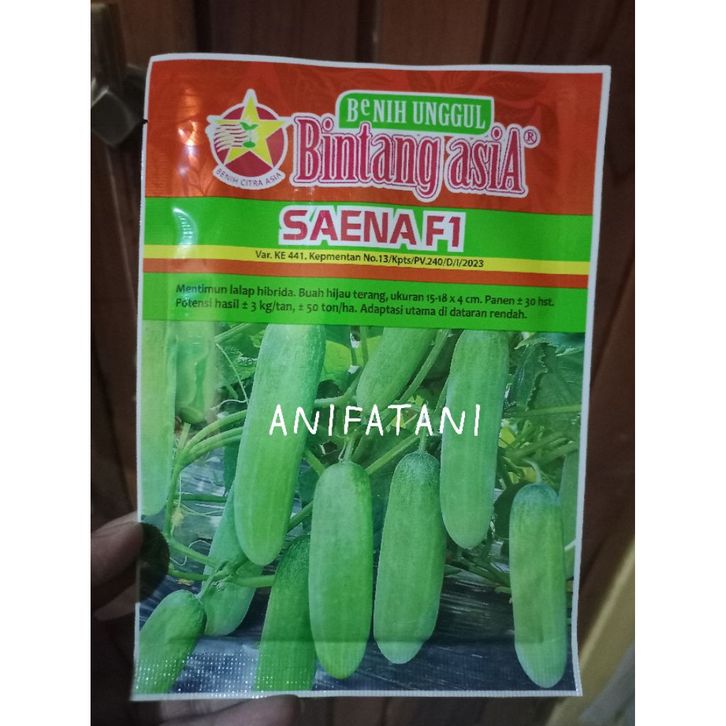 BeNIH UNGGUL
Bintang asiA®
BENIH CITRA ASIA
SAENA F1
Var. KE 441. Kepmentan No.13/Kpts/PV.240/D/I/2023
Mentimun lalap hibrida. Buah hijau terang, ukuran 15-18 x 4 cm. Panen ± 30 hst.
Potensi hasil ± 3 kg/tan, ± 50 ton/ha. Adaptasi utama di dataran rendah.
ANIFATANI